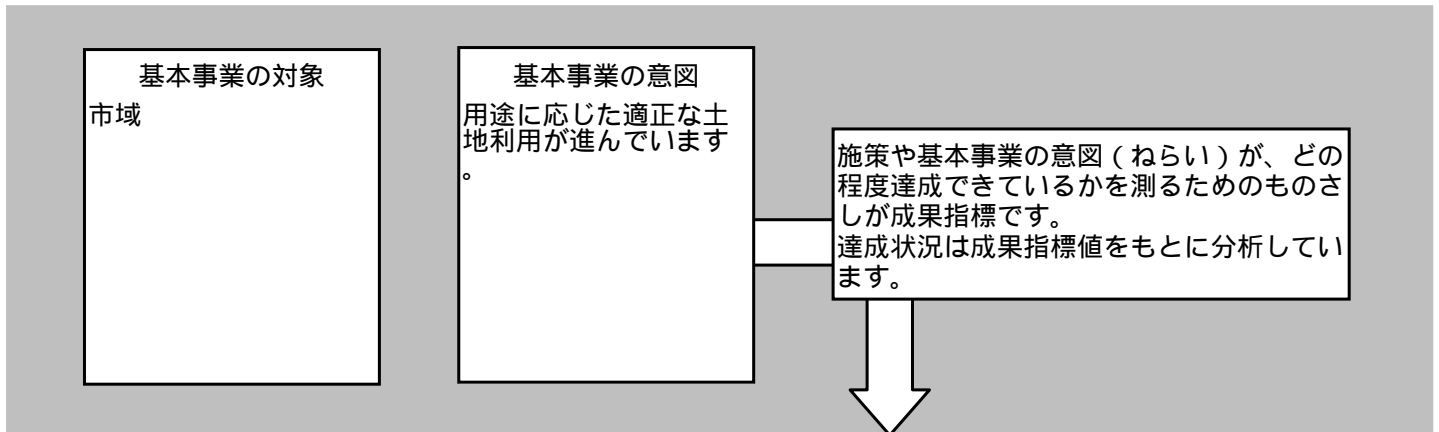 基本事業の対象
市域
基本事業の意図
用途に応じた適正な土
地利用が進んでいます
。
施策や基本事業の意図（ねらい）が、どの
程度達成できているかを測るためのものさ
しが成果指標です。
達成状況は成果指標値をもとに分析してい
ます。